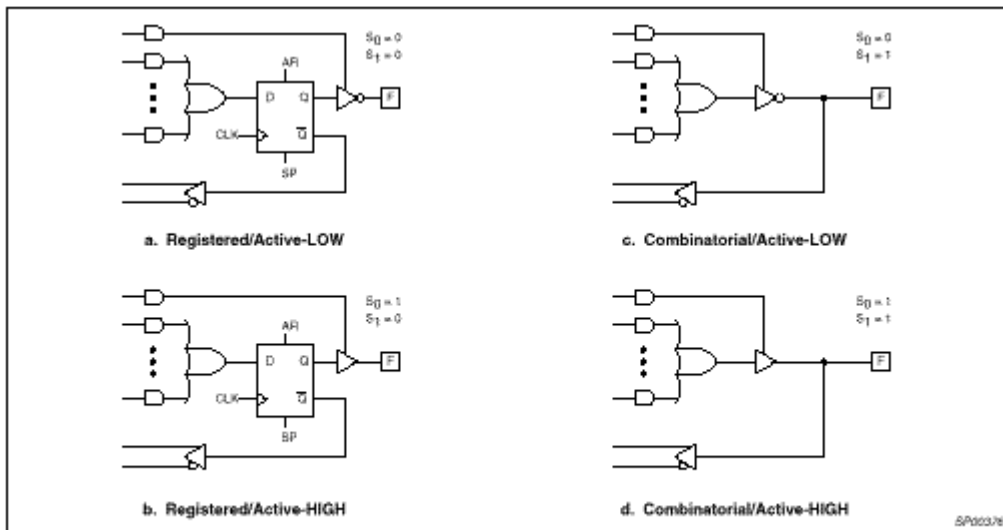 S0 = 0
S1 = 0
AR
D Q
F
CLK
Q
SP
a. Registered/Active-LOW
S0 = 0
S1 = 1
F
c. Combinatorial/Active-LOW
S0 = 1
S1 = 0
AR
D Q
F
CLK
Q
SP
b. Registered/Active-HIGH
S0 = 1
S1 = 1
F
d. Combinatorial/Active-HIGH
SP00376